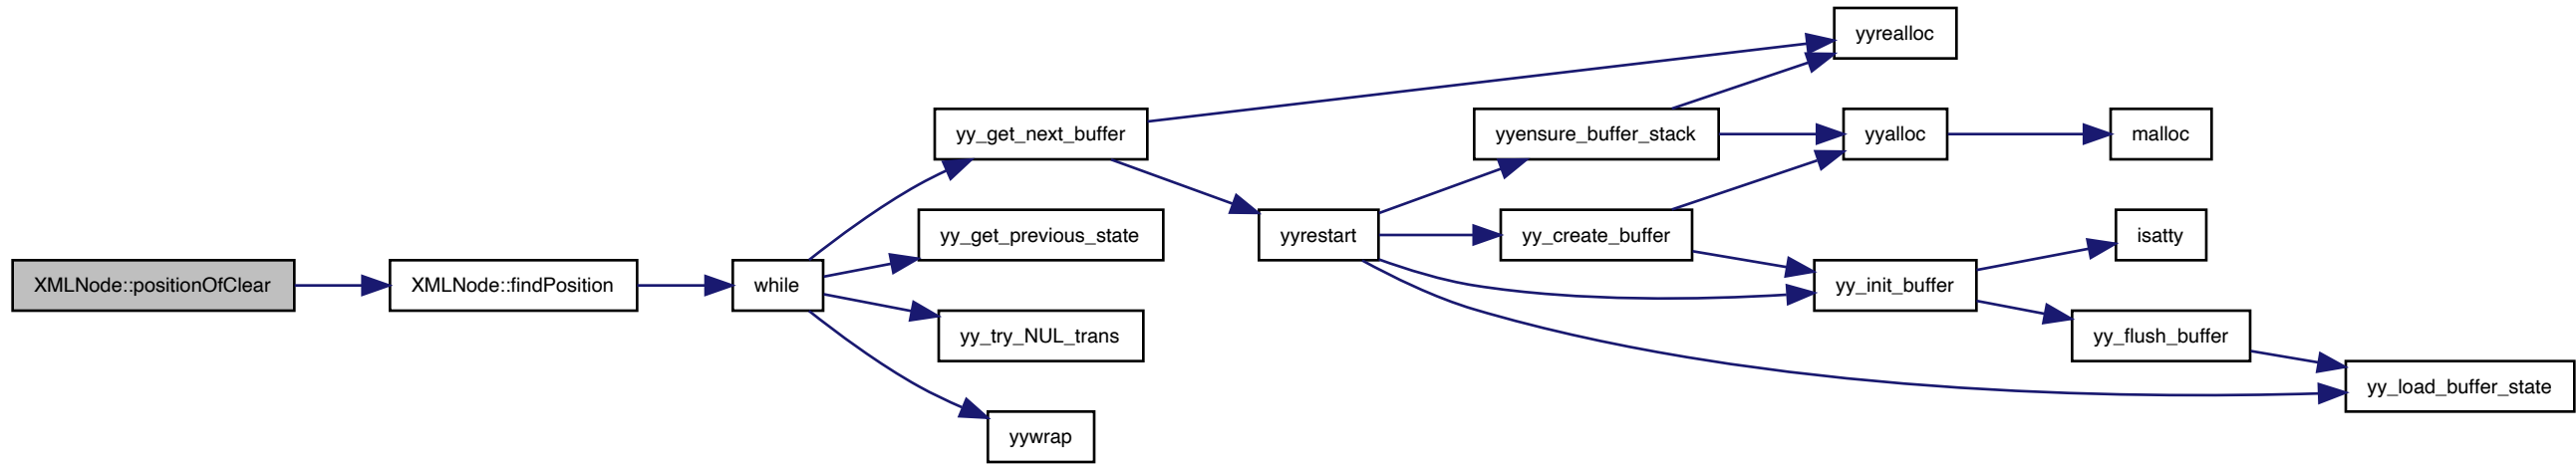 yyrealloc
yy_get_next_buffer
yyensure_buffer_stack
yyalloc
malloc
yy_get_previous_state
yyrestart
yy_create_buffer
isatty
XMLNode::positionOfClear
XMLNode::findPosition
while
yy_init_buffer
yy_try_NUL_trans
yy_flush_buffer
yy_load_buffer_state
yywrap